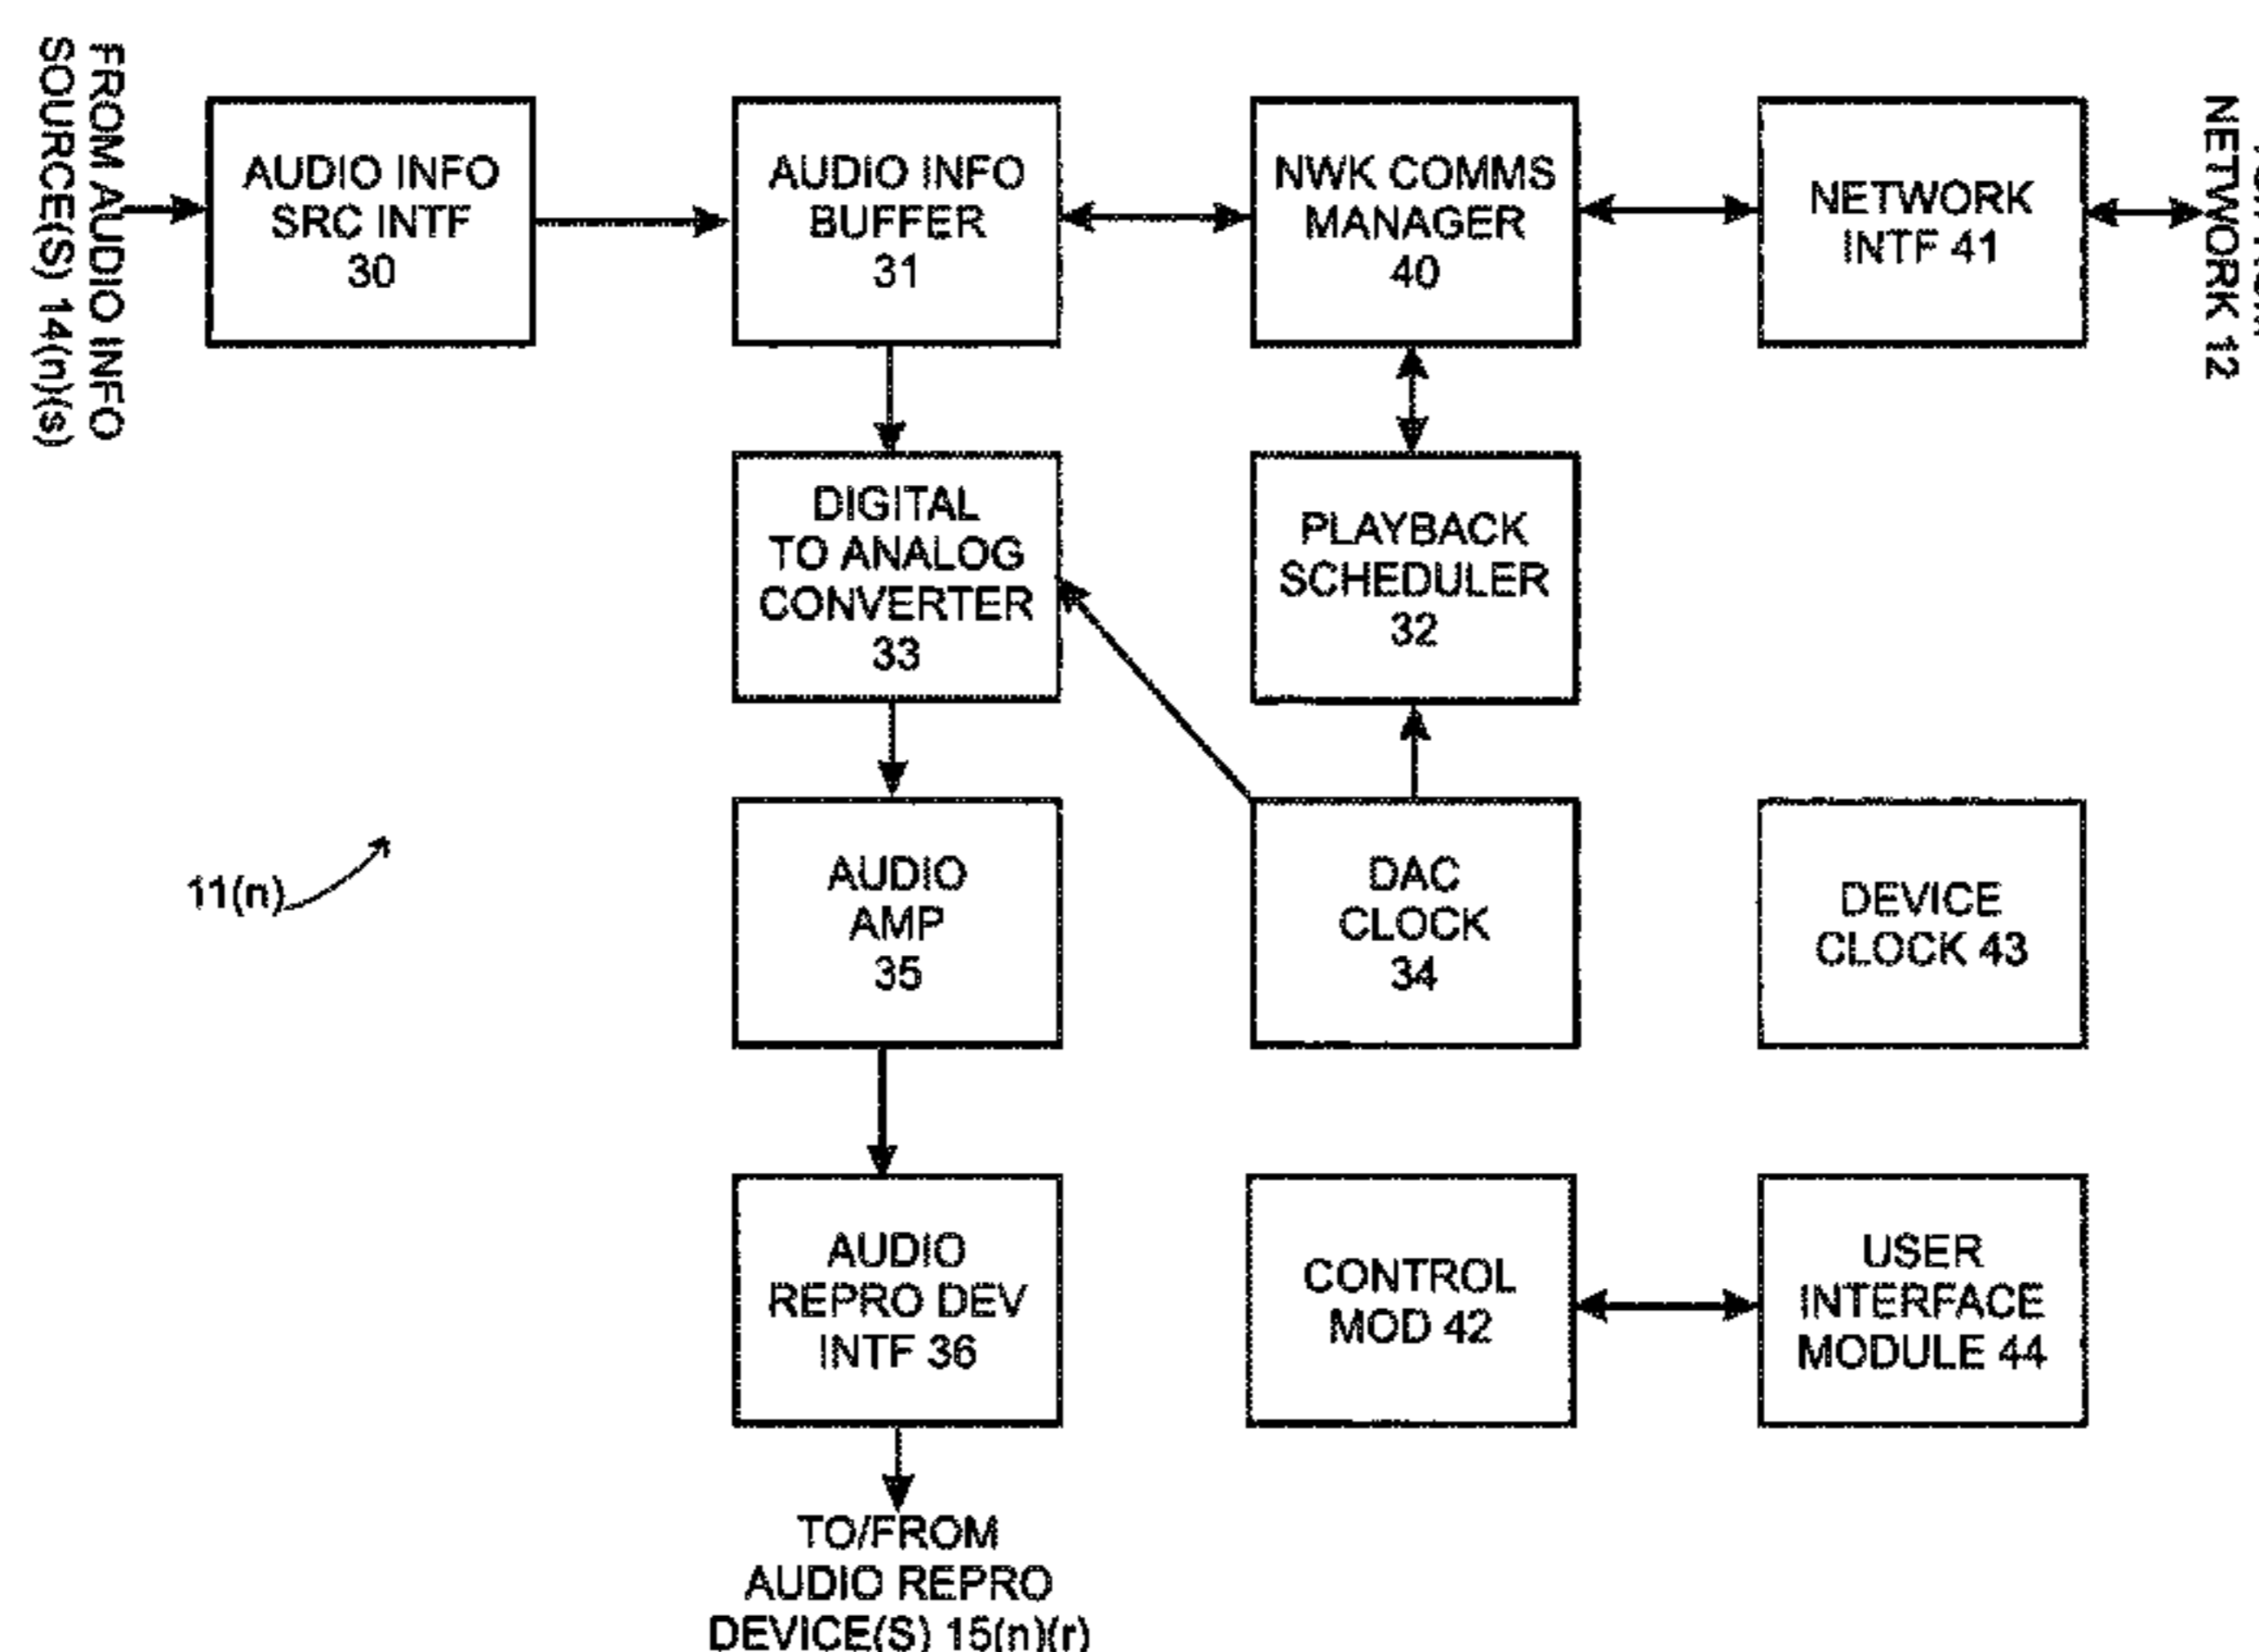 FROM AUDIO INFO
SOURCE(S) 14(n)(s)
AUDIO INFO
SRC INTF
30
AUDIO INFO
BUFFER
31
NWK COMMS
MANAGER
40
NETWORK
INTF 41
NETWORK 12
DIGITAL
TO ANALOG
CONVERTER
33
PLAYBACK
SCHEDULER
32
11(n)
AUDIO
AMP
35
DAC
CLOCK
34
DEVICE
CLOCK 43
AUDIO
REPRO DEV
INTF 36
CONTROL
MOD 42
USER
INTERFACE
MODULE 44
TO/FROM
AUDIO REPRO
DEVICE(S) 15(n)(r)